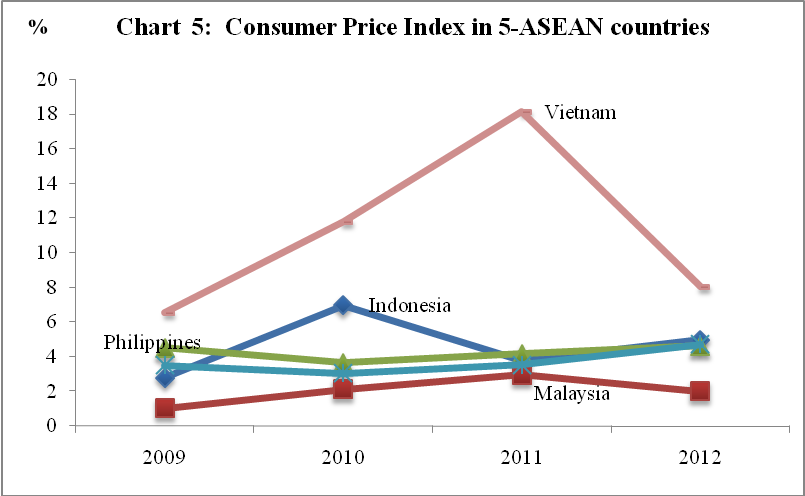 %
Chart 5: Consumer Price Index in 5-ASEAN countries
20
18
16
14
12
10
8
6
4
2
0
Vietnam
Indonesia
Philippines
Malaysia
2009 2010 2011 2012